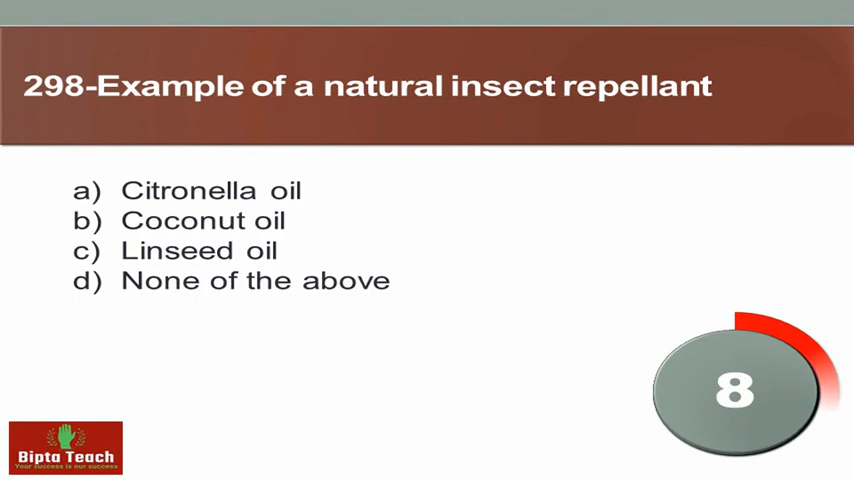 298-Example of a natural insect repellant
a) Citronella oil
b) Coconut oil
c) Linseed oil
d) None of the above
8
Bipta Teach
Your success is our success